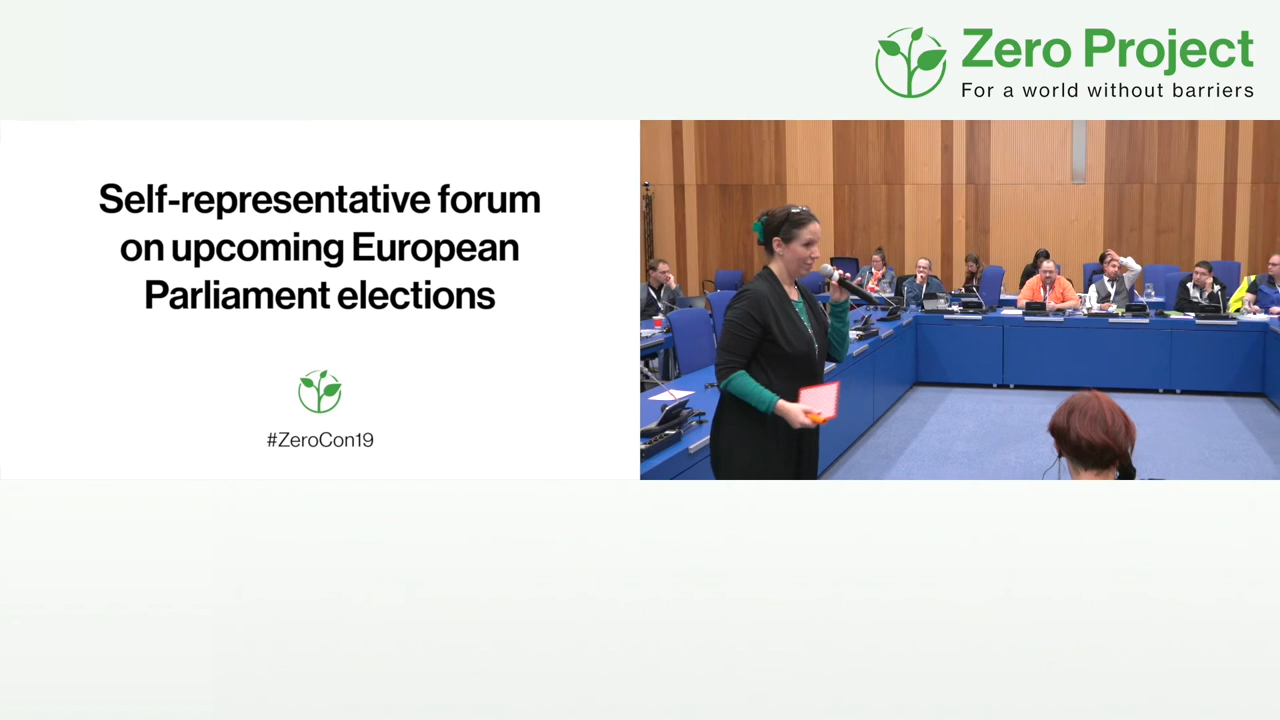 Zero Project
For a world without barriers
Self-representative forum
on upcoming European
Parliament elections
#ZeroCon19